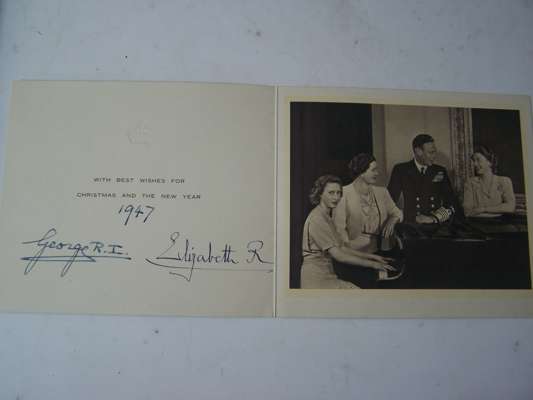 WITH BEST WISHES FOR
CHRISTMAS AND THE NEW YEAR
1947
George R.I.
Elizabeth R